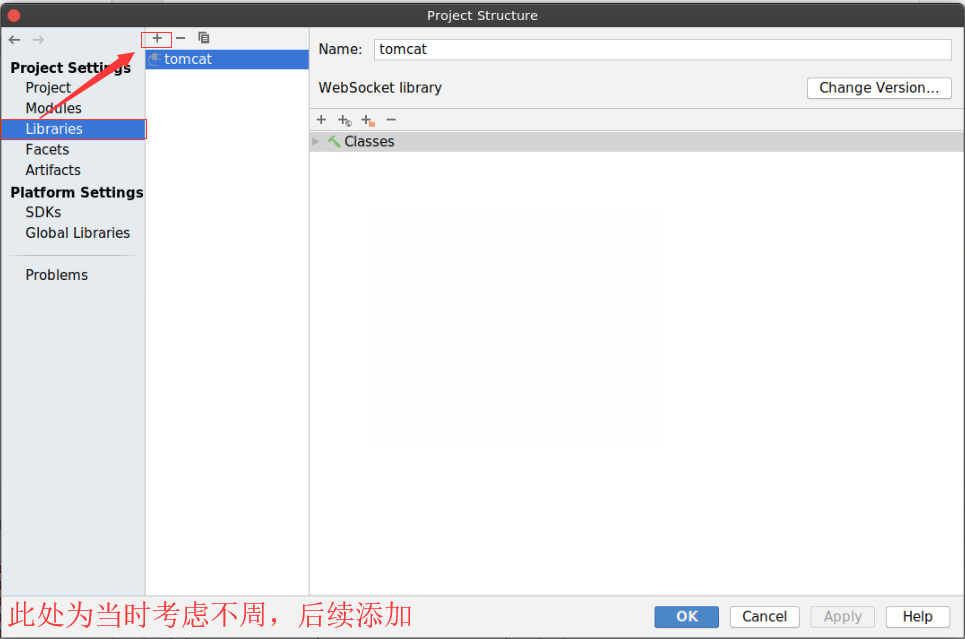 Project Structure
Project Settings
Project
Modules
Libraries
Facets
Artifacts
Platform Settings
SDKs
Global Libraries
Problems
tomcat
Name: tomcat
WebSocket library
Change Version...
Classes
此处为当时考虑不周，后续添加
OK
Cancel
Apply
Help